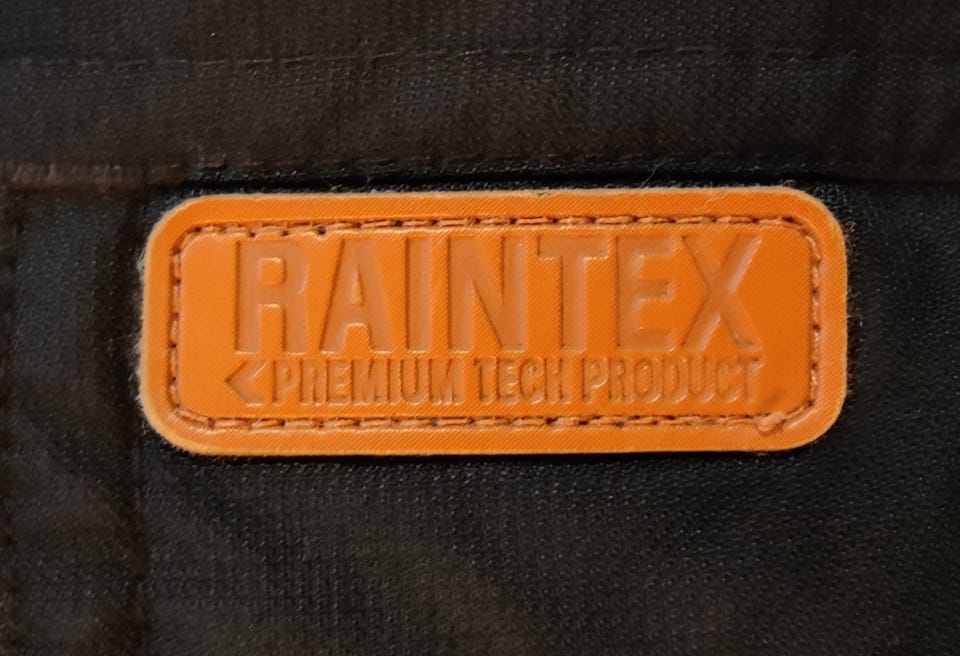 RAINTEX
<PREMIUM TECH PRODUCT